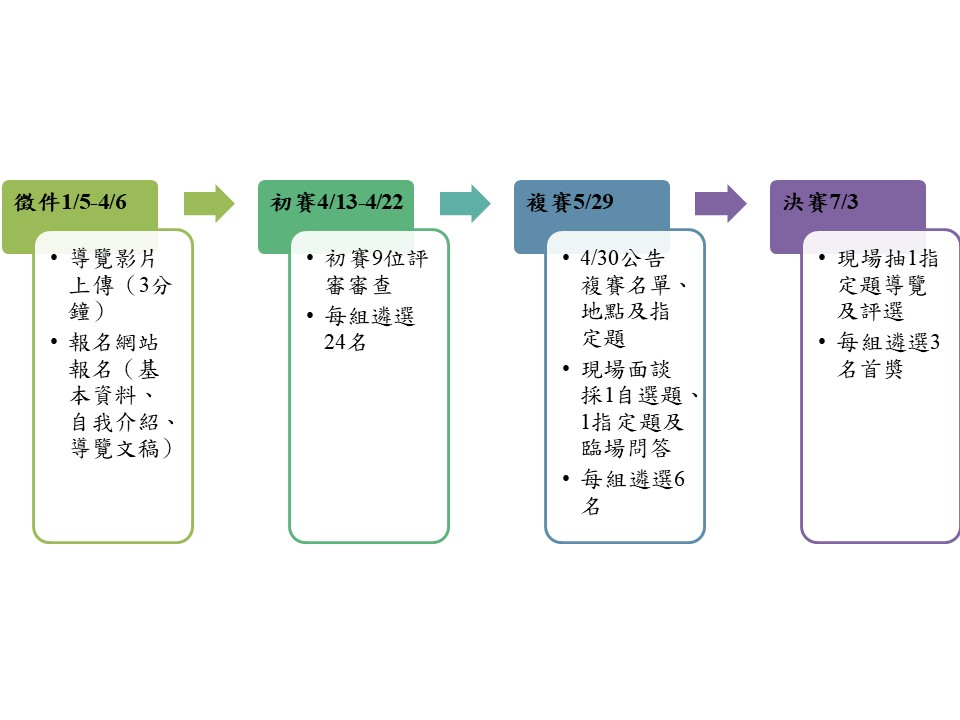 徵件1/5-4/6
• 導覽影片
上傳（3分
鐘）
• 報名網站
報名（基
本資料、
自我介紹、
導覽文稿）
初賽4/13-4/22
• 初賽9位評
審審查
• 每組遴選
24名
複賽5/29
• 4/30公告
複賽名單、
地點及指
定題
• 現場面談
採1自選題、
1指定題及
臨場問答
• 每組遴選6
名
決賽7/3
• 現場抽1指
定題導覽
及評選
• 每組遴選3
名首獎